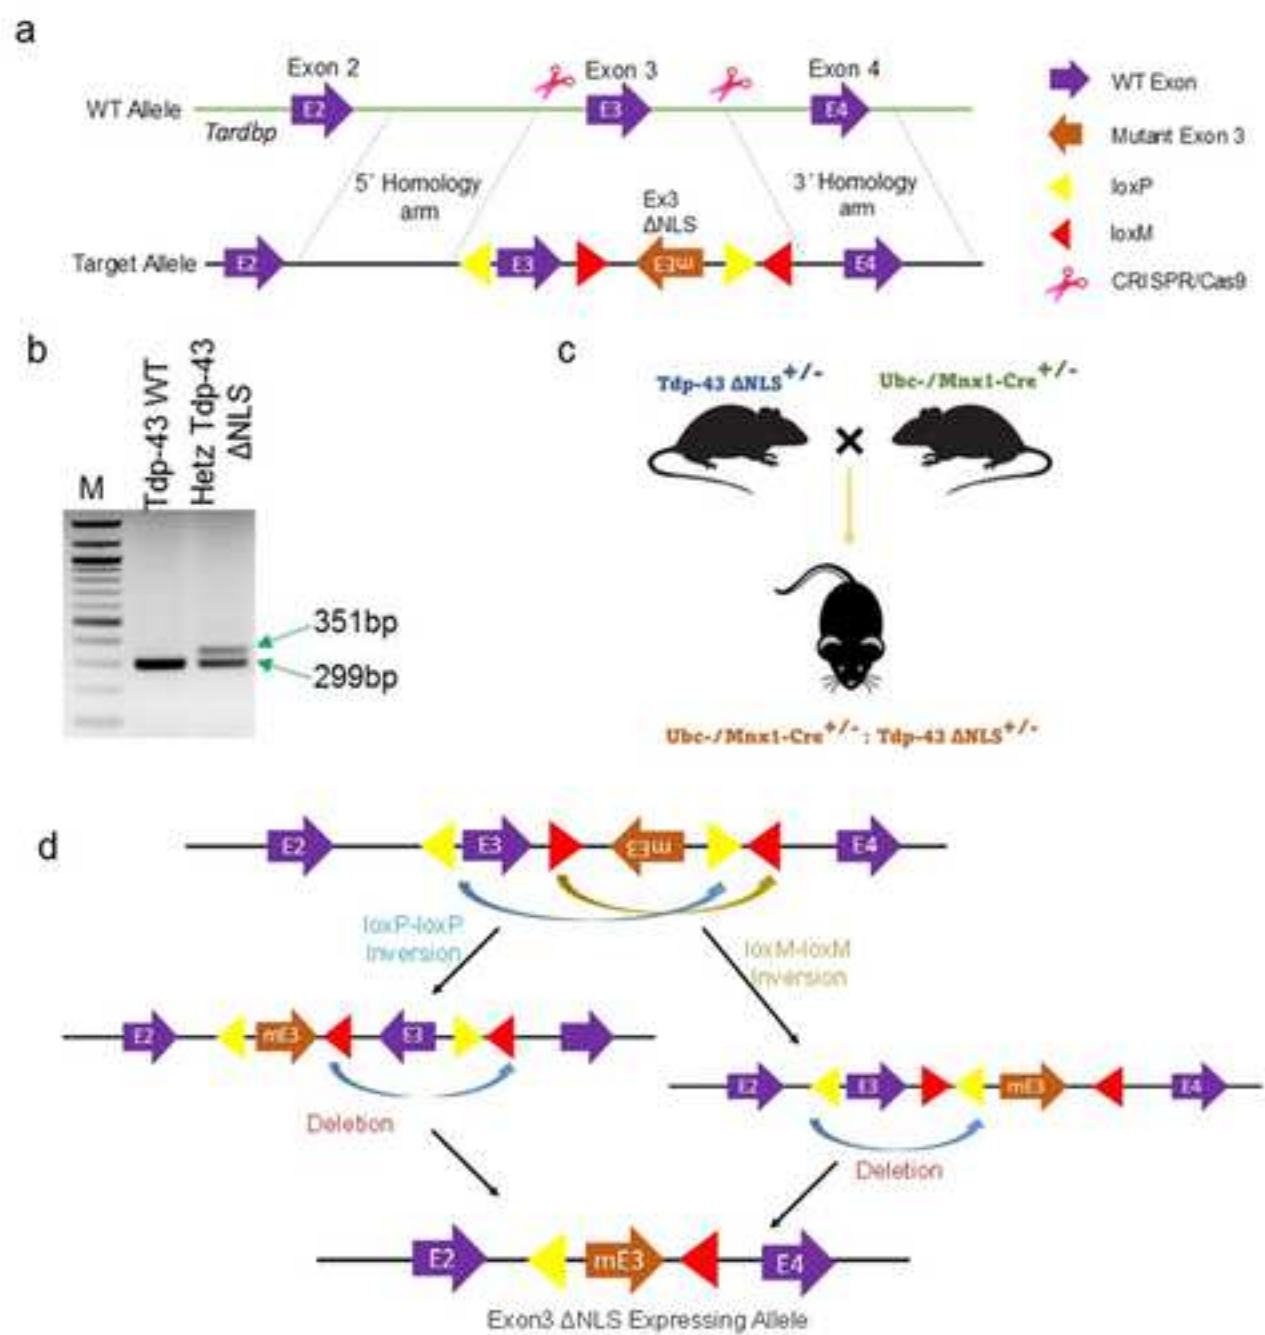 a
Exon 2
Exon 3
Exon 4
WT Allele
E2
E3
E4
Tardbp
5´ Homology
arm
3´Homology
arm
Ex3
ΔNLS
Target Allele
E2
E3
mE3
E4
WT Exon
Mutant Exon 3
loxP
loxM
CRISPR/Cas9
b
Tdp-43 WT
Hetz Tdp-43
ΔNLS
M
351bp
299bp
c
Tdp-43 ΔNLS+/-
Ubc-/Mnx1-Cre+/-
Ubc-/Mnx1-Cre+/- : Tdp-43 ΔNLS+/-
d
E2
E3
mE3
E4
loxP-loxP
Inversion
loxM-loxM
Inversion
E2
mE3
E3
Deletion
E2
E3
mE3
E4
Deletion
E2
mE3
E4
Exon3 ΔNLS Expressing Allele